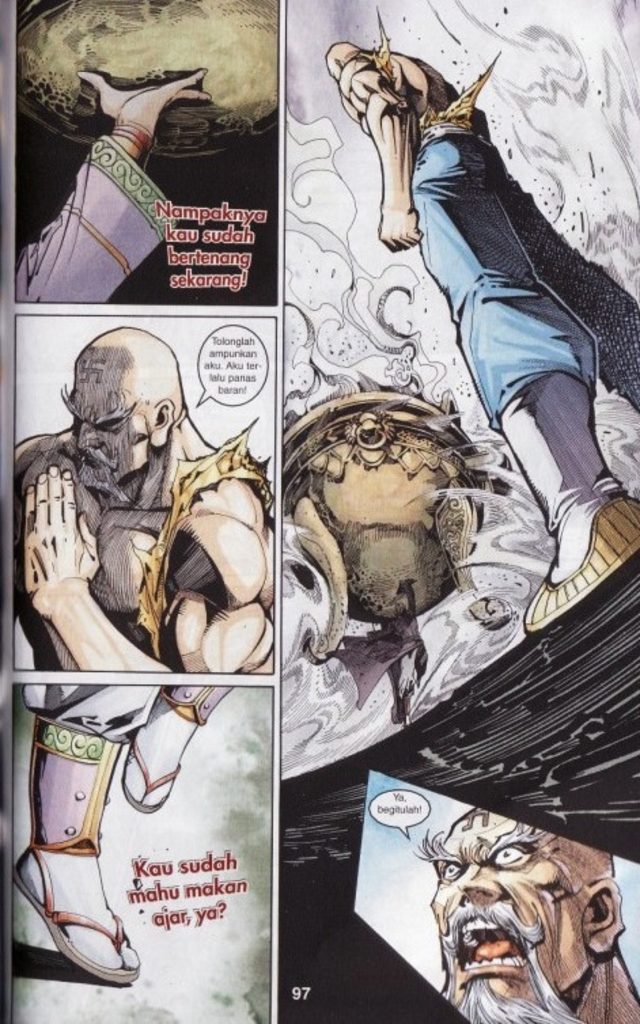 Nampaknya
kau sudah
bertenang
sekarang!
Tolonglah
ampunkan
aku. Aku ter-
lalu panas
baran!
Kau sudah
mahu makan
ajar, ya?
Ya,
begitulah!
97